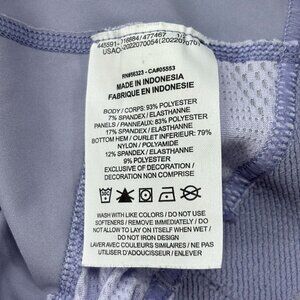 RN#56323 - CA#05553
MADE IN INDONESIA
FABRIQUE EN INDONESIE
BODY / CORPS: 93% POLYESTER
7% SPANDEX / ELASTHANNE
PANELS / PANNEAUX: 83% POLYESTER
17% SPANDEX / ELASTHANNE
BOTTOM HEM / OURLET INFERIEUR: 79%
NYLON / POLYAMIDE
12% SPANDEX / ELASTHANNE
9% POLYESTER
EXCLUSIVE OF DECORATION /
DECORATION NON COMPRISE
WASH WITH LIKE COLORS / DO NOT USE
SOFTENERS / REMOVE IMMEDIATELY / DO
NOT ALLOW TO LAY ON ITSELF WHEN WET /
DO NOT IRON DESIGN
LAVER AVEC COULEURS SIMILAIRES / NE PAS
UTILISER D'ADOUCISSEUR / ENLEVER